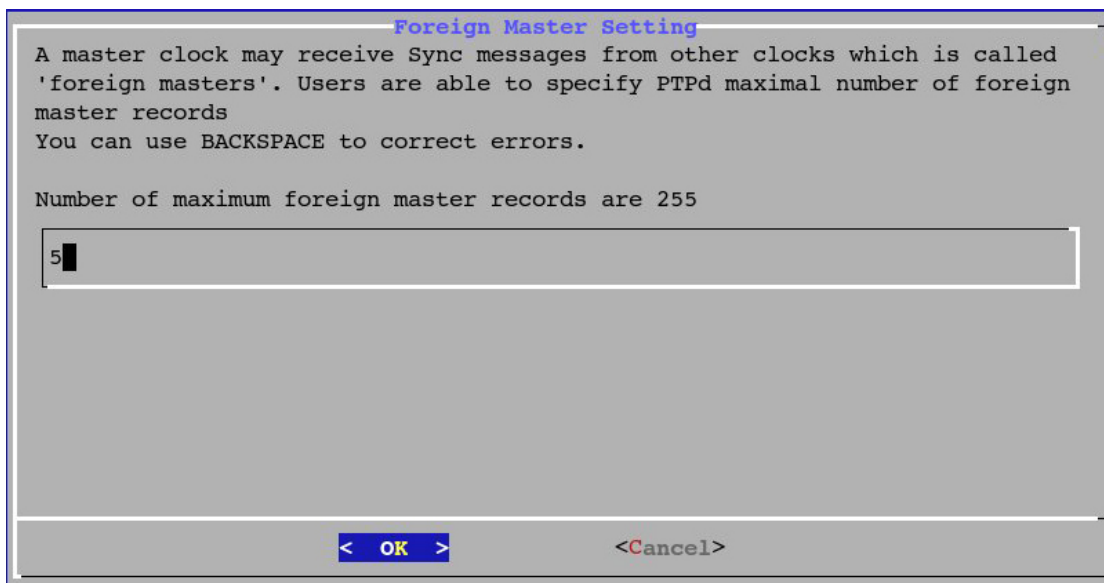 Foreign Master Setting
A master clock may receive Sync messages from other clocks which is called
'foreign masters'. Users are able to specify PTPd maximal number of foreign
master records
You can use BACKSPACE to correct errors.
Number of maximum foreign master records are 255
5
< OK > <Cancel>